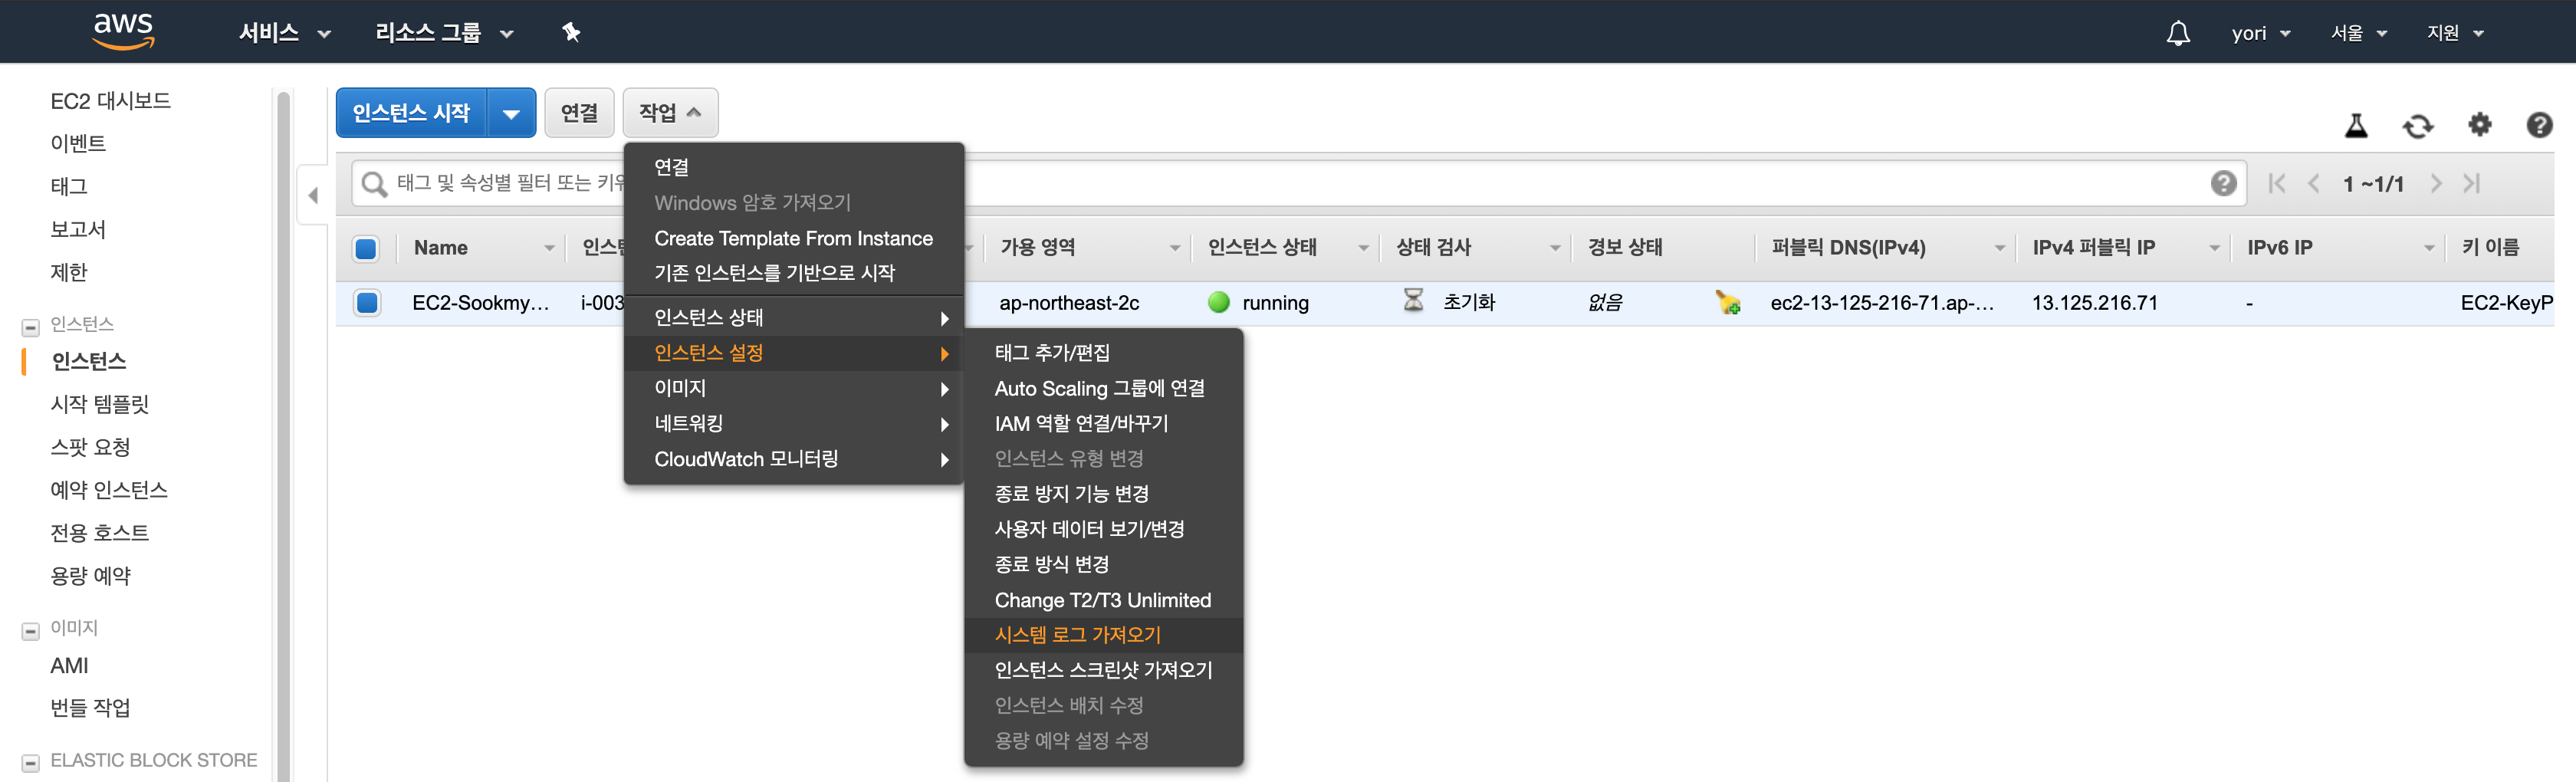 aws 서비스 리소스 그룹 yori 서울 지원
EC2 대시보드
이벤트
태그
보고서
제한
인스턴스
인스턴스
시작 템플릿
스팟 요청
예약 인스턴스
전용 호스트
용량 예약
이미지
AMI
번들 작업
ELASTIC BLOCK STORE
인스턴스 시작 연결 작업
태그 및 속성별 필터 또는 키워
1 ~1/1
Name 인스턴 가용 영역 인스턴스 상태 상태 검사 경보 상태 퍼블릭 DNS(IPv4) IPv4 퍼블릭 IP IPv6 IP 키 이름
EC2-Sookmy... i-003 ap-northeast-2c running 초기화 없음 ec2-13-125-216-71.ap-... 13.125.216.71 - EC2-KeyP
연결
Windows 암호 가져오기
Create Template From Instance
기존 인스턴스를 기반으로 시작
인스턴스 상태
인스턴스 설정
이미지
네트워킹
CloudWatch 모니터링
태그 추가/편집
Auto Scaling 그룹에 연결
IAM 역할 연결/바꾸기
인스턴스 유형 변경
종료 방지 기능 변경
사용자 데이터 보기/변경
종료 방식 변경
Change T2/T3 Unlimited
시스템 로그 가져오기
인스턴스 스크린샷 가져오기
인스턴스 배치 수정
용량 예약 설정 수정